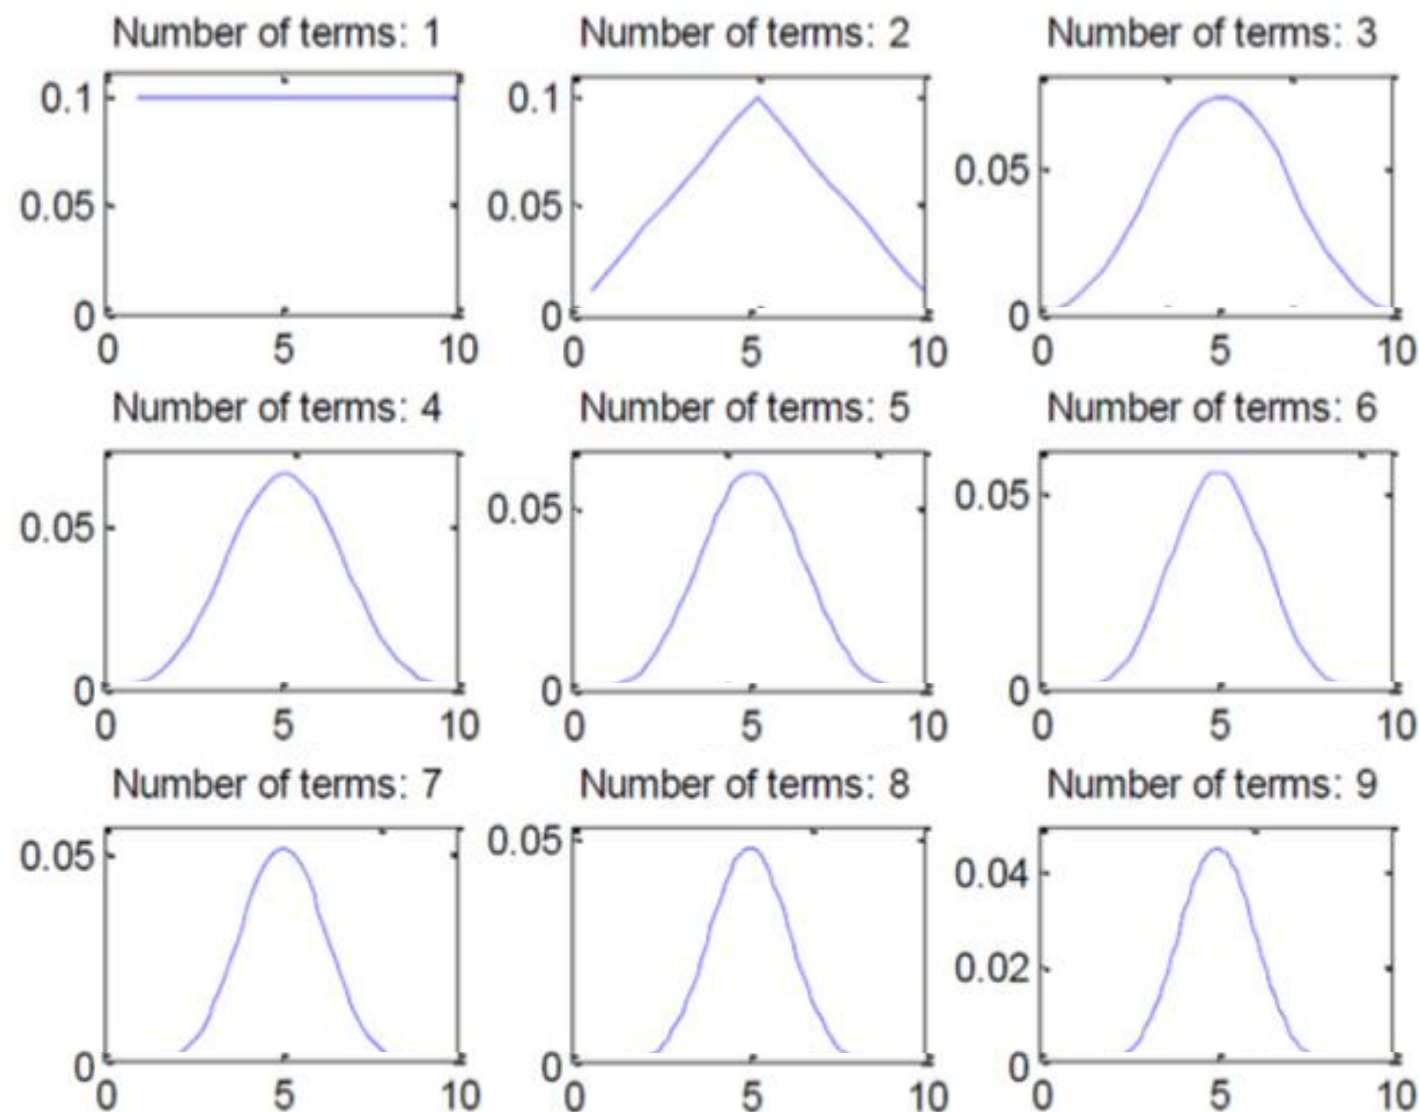 Number of terms: 1
0.1
0.05
0
0 5 10
Number of terms: 2
0.1
0.05
0
0 5 10
Number of terms: 3
0.05
0
0 5 10
Number of terms: 4
0.05
0
0 5 10
Number of terms: 5
0.05
0
0 5 10
Number of terms: 6
0.05
0
0 5 10
Number of terms: 7
0.05
0
0 5 10
Number of terms: 8
0.05
0
0 5 10
Number of terms: 9
0.04
0.02
0
0 5 10